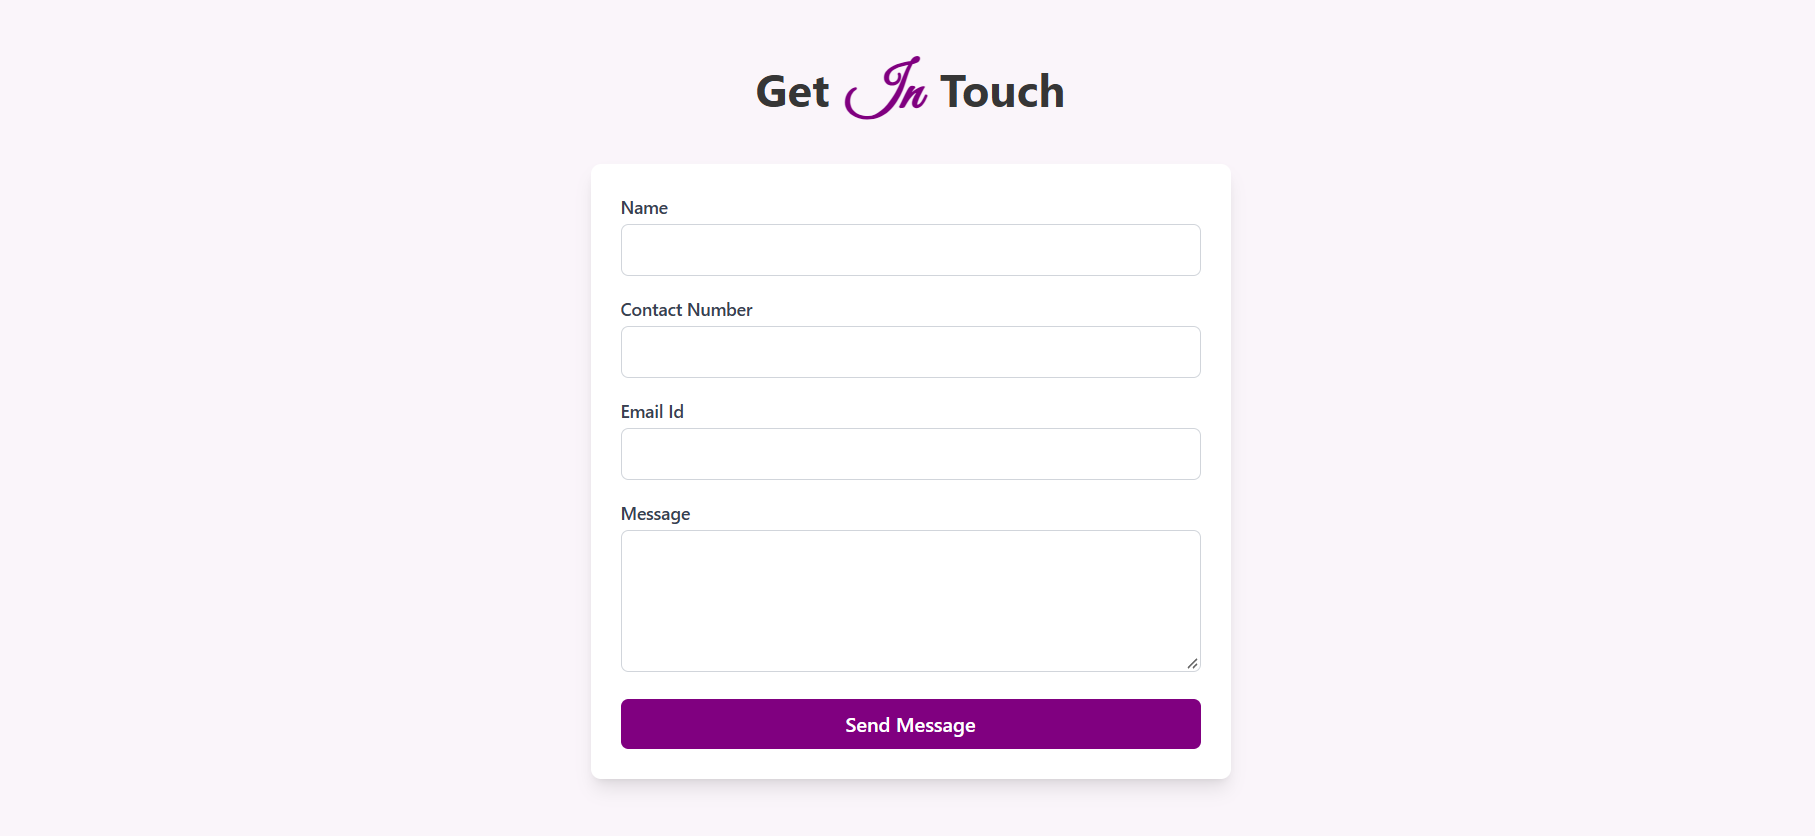 Get In Touch
Name
Contact Number
Email Id
Message
Send Message